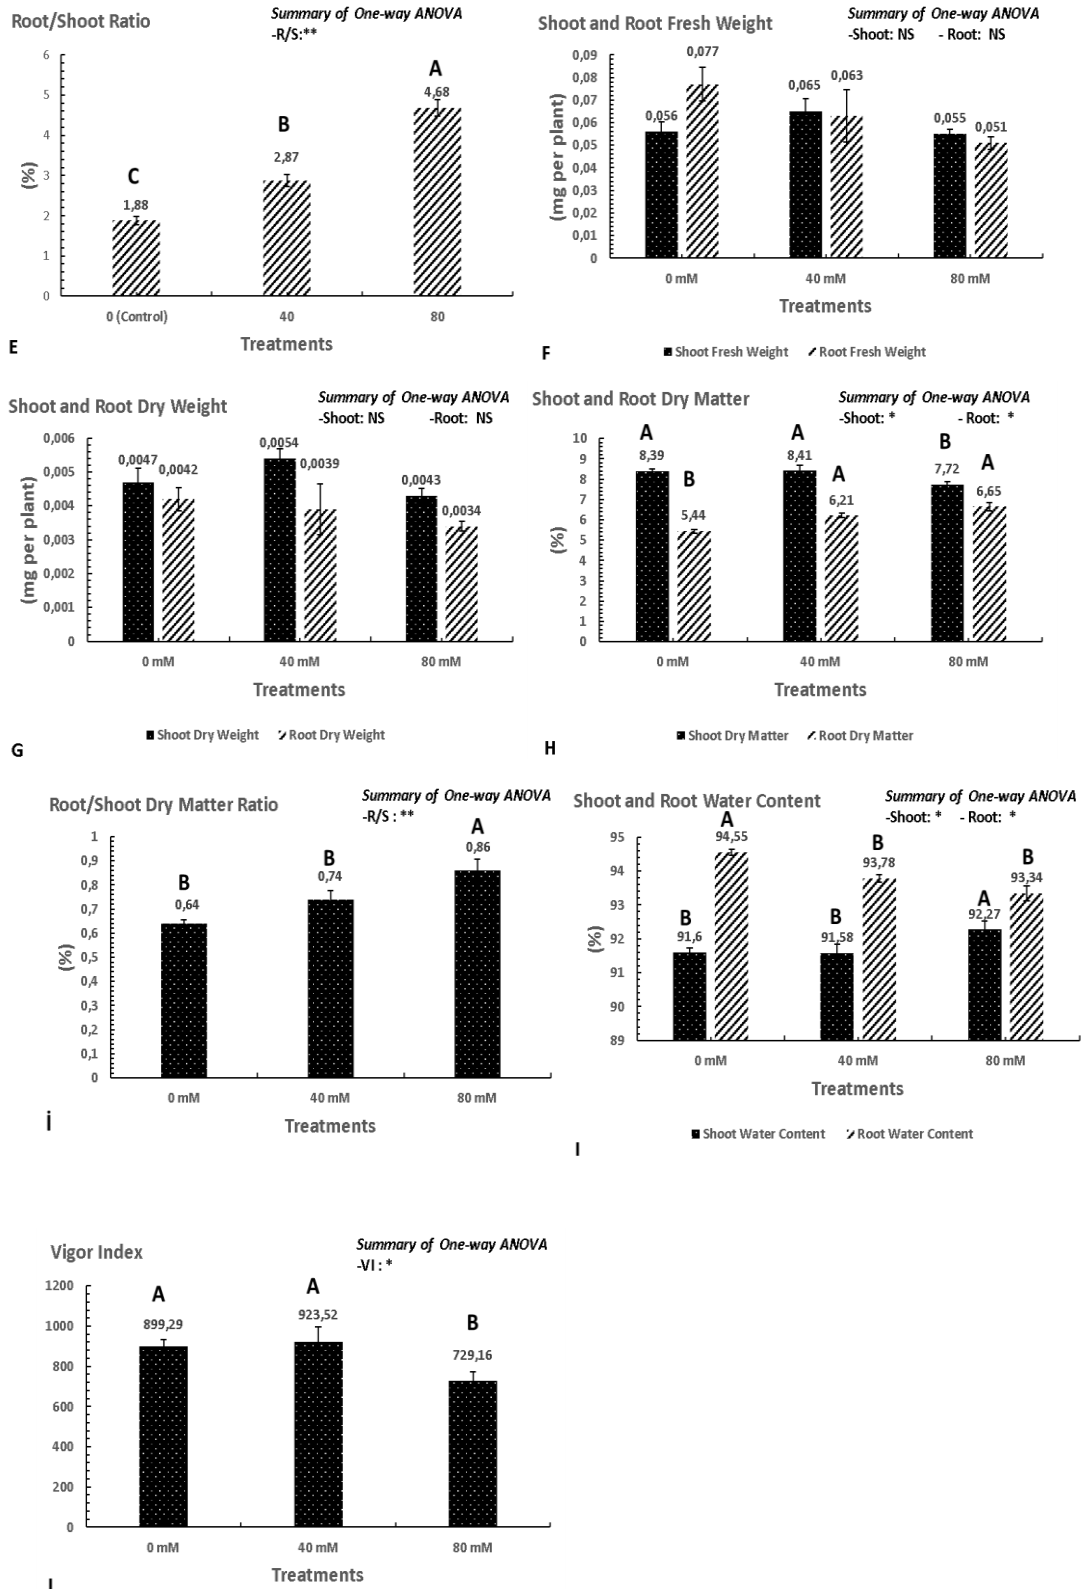 Root/Shoot Ratio
Summary of One-way ANOVA
-R/S:**
6
5
4
3
2
1
0
(%)
C
1,88
B
2,87
A
4,68
0 (Control)
40
80
Treatments
E
Shoot and Root Fresh Weight
Summary of One-way ANOVA
-Shoot: NS - Root: NS
0,09
0,08
0,07
0,06
0,05
0,04
0,03
0,02
0,01
0
(mg per plant)
0,056
0,077
0,065
0,063
0,055
0,051
0 mM
40 mM
80 mM
Treatments
Shoot Fresh Weight Root Fresh Weight
F
Shoot and Root Dry Weight
Summary of One-way ANOVA
-Shoot: NS -Root: NS
0,006
0,005
0,004
0,003
0,002
0,001
0
(mg per plant)
0,0047
0,0042
0,0054
0,0039
0,0043
0,0034
0 mM
40 mM
80 mM
Treatments
Shoot Dry Weight Root Dry Weight
G
Shoot and Root Dry Matter
Summary of One-way ANOVA
-Shoot: * - Root: *
10
9
8
7
6
5
4
3
2
1
0
(%)
A
8,39
B
5,44
A
8,41
A
6,21
B
7,72
A
6,65
0 mM
40 mM
80 mM
Treatments
Shoot Dry Matter Root Dry Matter
H
Root/Shoot Dry Matter Ratio
Summary of One-way ANOVA
-R/S : **
1
0,9
0,8
0,7
0,6
0,5
0,4
0,3
0,2
0,1
0
(%)
B
0,64
B
0,74
A
0,86
0 mM
40 mM
80 mM
Treatments
İ
Shoot and Root Water Content
Summary of One-way ANOVA
-Shoot: * - Root: *
95
94
93
92
91
90
89
(%)
B
91,6
A
94,55
B
91,58
B
93,78
A
92,27
B
93,34
0 mM
40 mM
80 mM
Treatments
Shoot Water Content Root Water Content
I
Vigor Index
Summary of One-way ANOVA
-VI : *
1200
1000
800
600
400
200
0
A
899,29
A
923,52
B
729,16
0 mM
40 mM
80 mM
Treatments